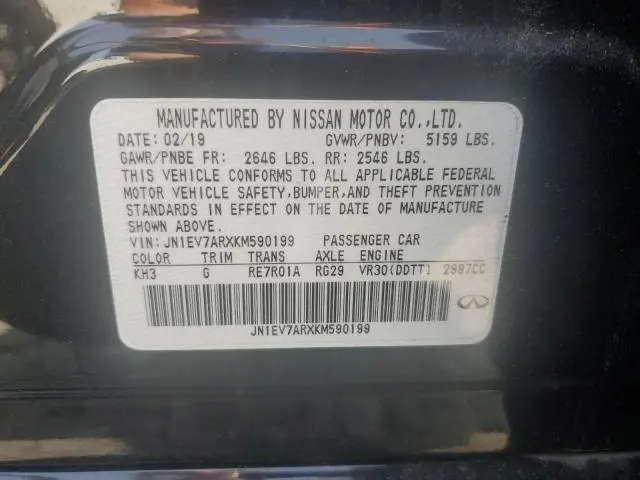 MANUFACTURED BY NISSAN MOTOR CO.,LTD.
DATE: 02/19 GVWR/PNBV: 5159 LBS.
GAWR/PNBE FR: 2646 LBS. RR: 2546 LBS.
THIS VEHICLE CONFORMS TO ALL APPLICABLE FEDERAL
MOTOR VEHICLE SAFETY,BUMPER,AND THEFT PREVENTION
STANDARDS IN EFFECT ON THE DATE OF MANUFACTURE
SHOWN ABOVE.
VIN: JN1EV7ARXKM590199 PASSENGER CAR
COLOR TRIM TRANS AXLE ENGINE
KH3 G RE7R01A RG29 VR30(DDTT) 2997CC
JN1EV7ARXKM590199